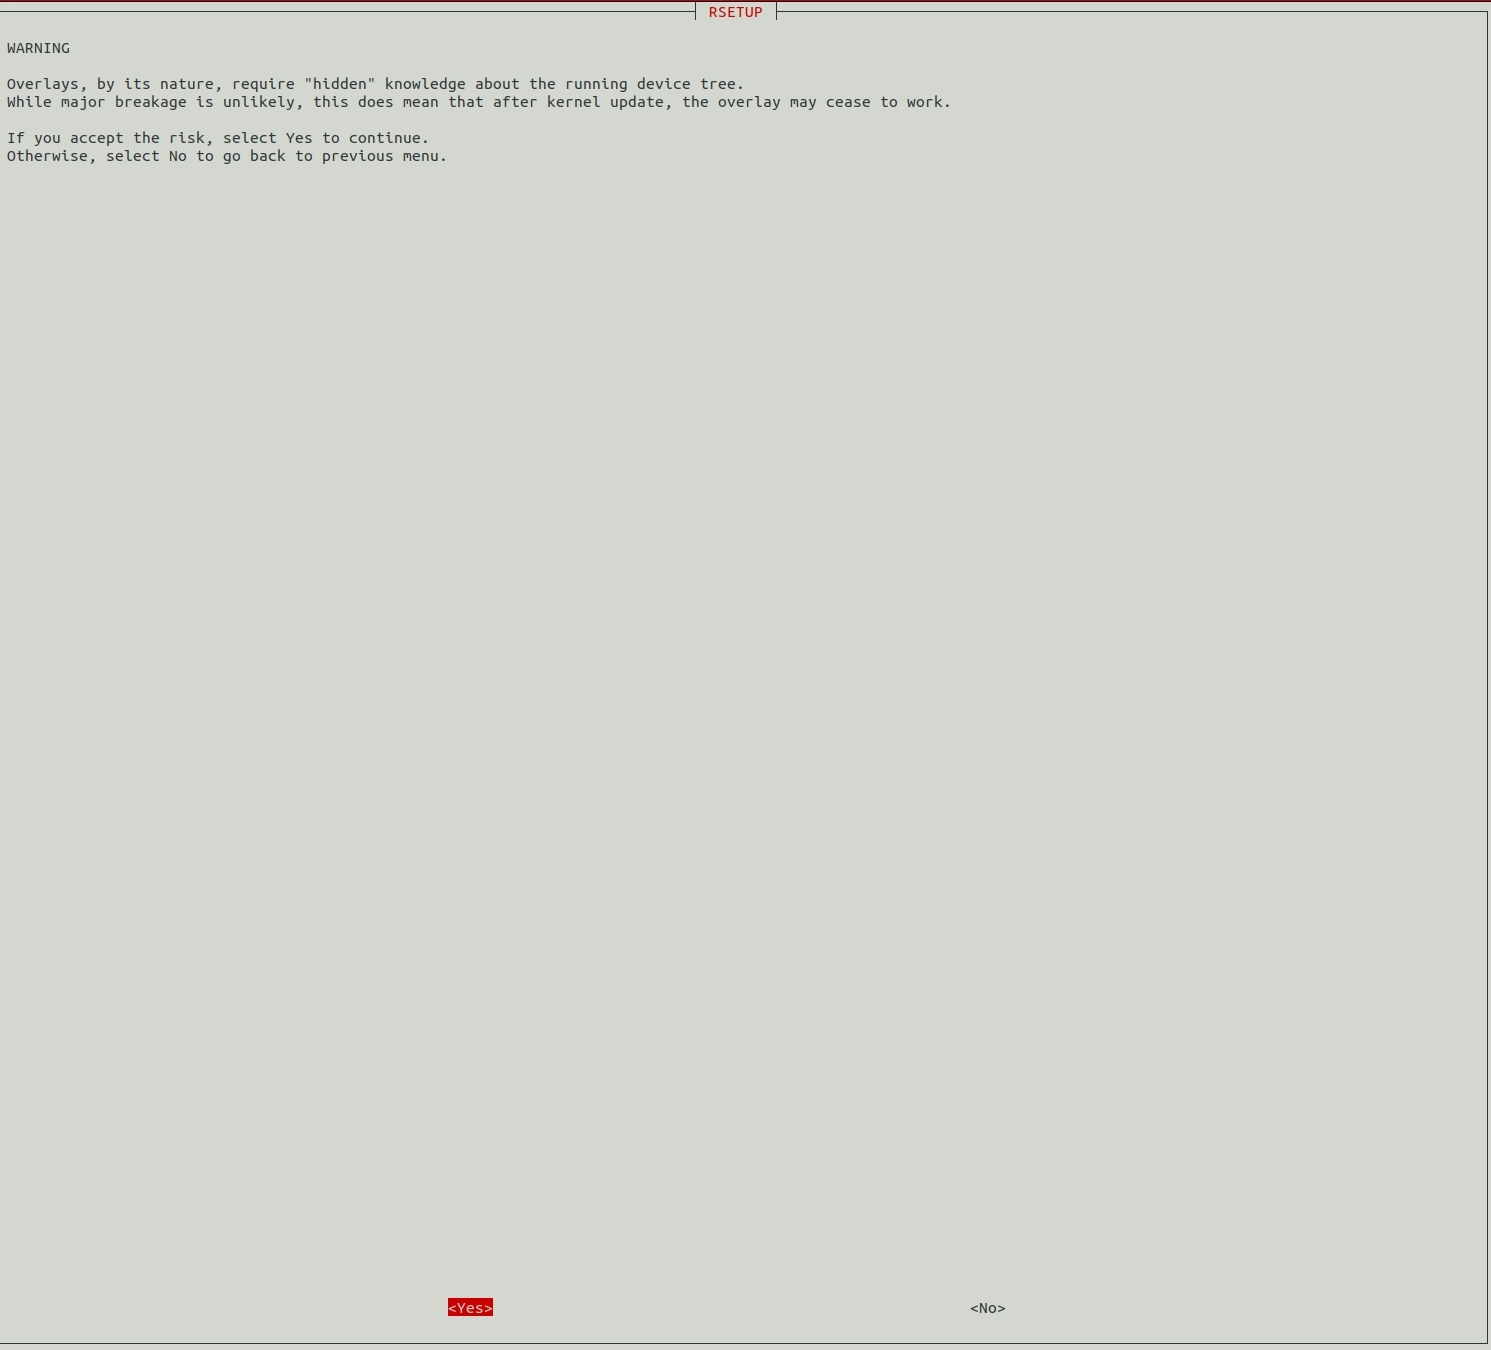 RSETUP
WARNING
Overlays, by its nature, require "hidden" knowledge about the running device tree.
While major breakage is unlikely, this does mean that after kernel update, the overlay may cease to work.
If you accept the risk, select Yes to continue.
Otherwise, select No to go back to previous menu.
<Yes> <No>